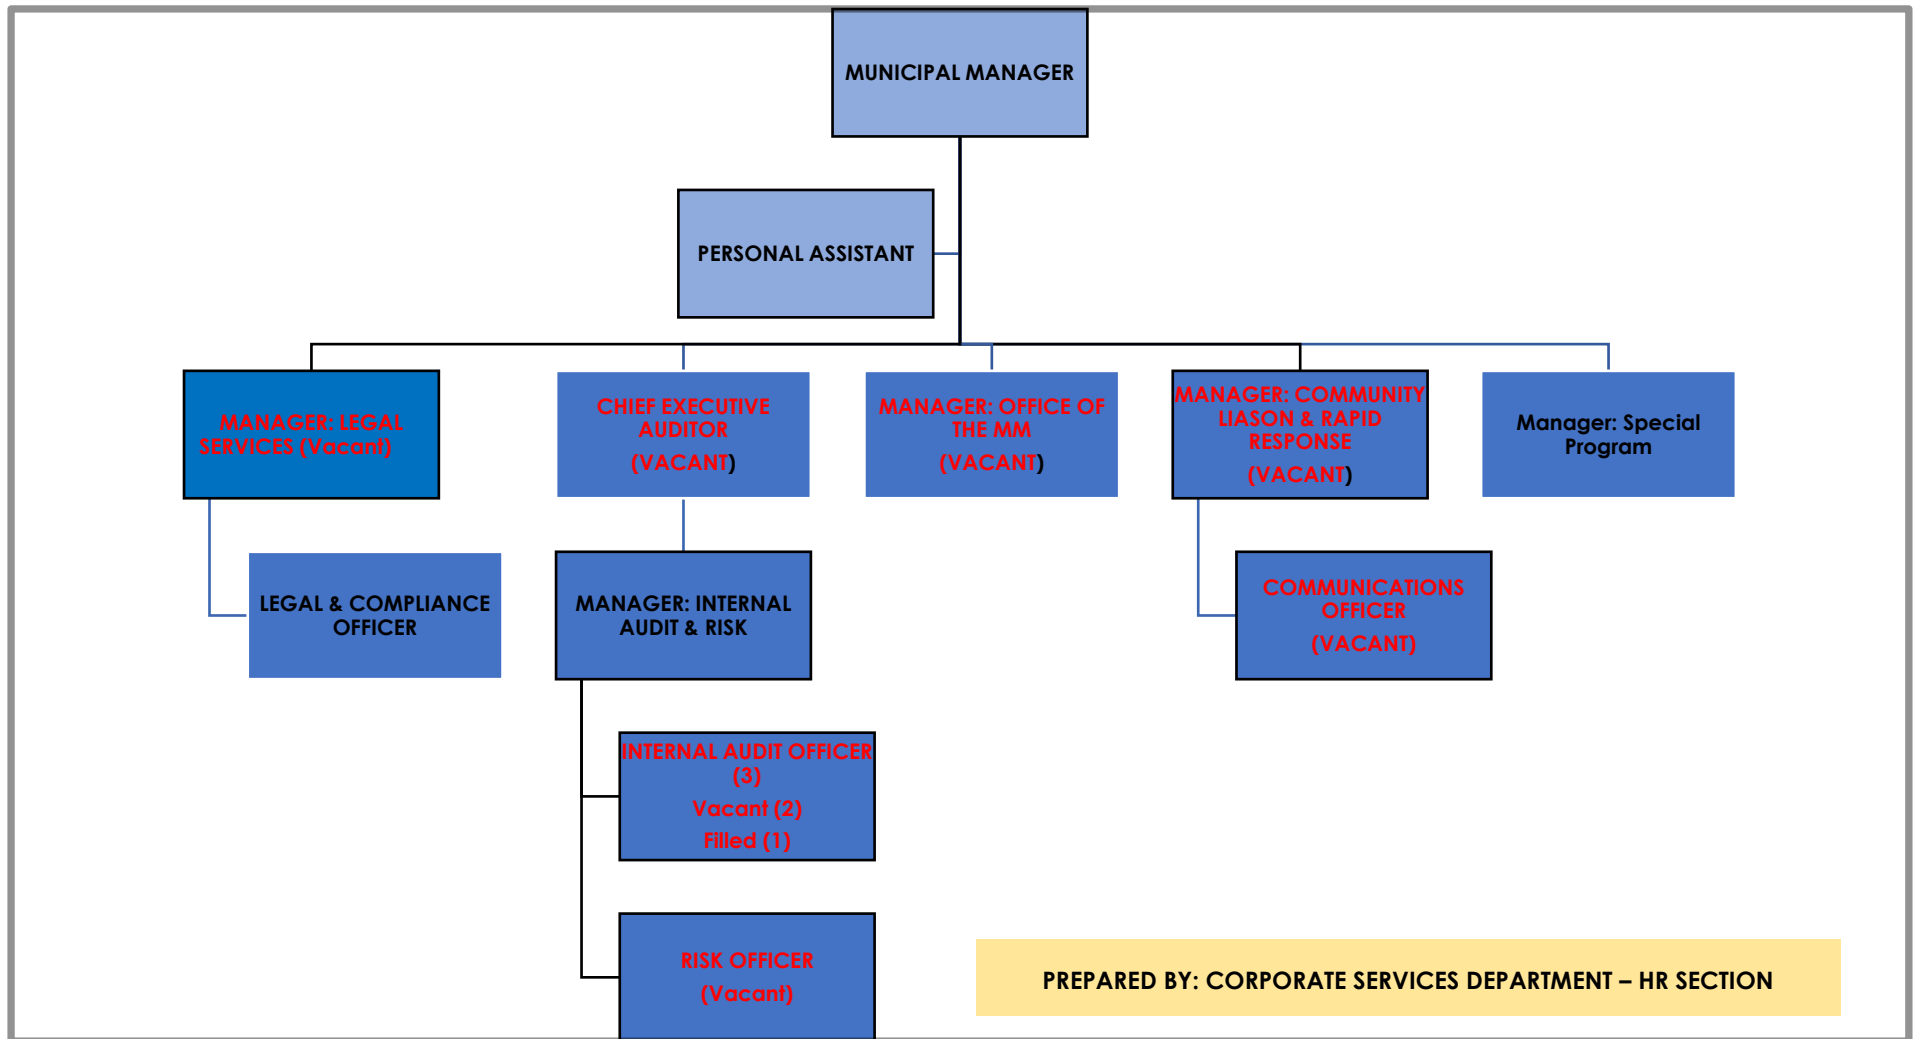 MUNICIPAL MANAGER
PERSONAL ASSISTANT
MANAGER: LEGAL
SERVICES (Vacant)
CHIEF EXECUTIVE
AUDITOR
(VACANT)
MANAGER: OFFICE OF
THE MM
(VACANT)
MANAGER: COMMUNITY
LIASON & RAPID
RESPONSE
(VACANT)
Manager: Special
Program
LEGAL & COMPLIANCE
OFFICER
MANAGER: INTERNAL
AUDIT & RISK
COMMUNICATIONS
OFFICER
(VACANT)
INTERNAL AUDIT OFFICER
(3)
Vacant (2)
Filled (1)
RISK OFFICER
(Vacant)
PREPARED BY: CORPORATE SERVICES DEPARTMENT – HR SECTION